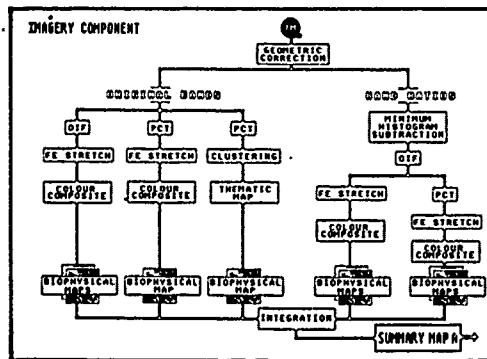 IMAGERY COMPONENT
TM
GEOMETRIC
CORRECTION
ORIGINAL BANDS
BAND RATIOS
MINIMUM
HISTOGRAM
SUBTRACTION
OIF
PCT
PCT
OIF
FE STRETCH
FE STRETCH
CLUSTERING
FE STRETCH
PCT
COLOUR
COMPOSITE
COLOUR
COMPOSITE
THEMATIC
MAP
FE STRETCH
COLOUR
COMPOSITE
COLOUR
COMPOSITE
BIOPHYSICAL
MAPS
BIOPHYSICAL
MAP
BIOPHYSICAL
MAP
BIOPHYSICAL
MAPS
BIOPHYSICAL
MAPS
INTEGRATION
SUMMARY MAP A